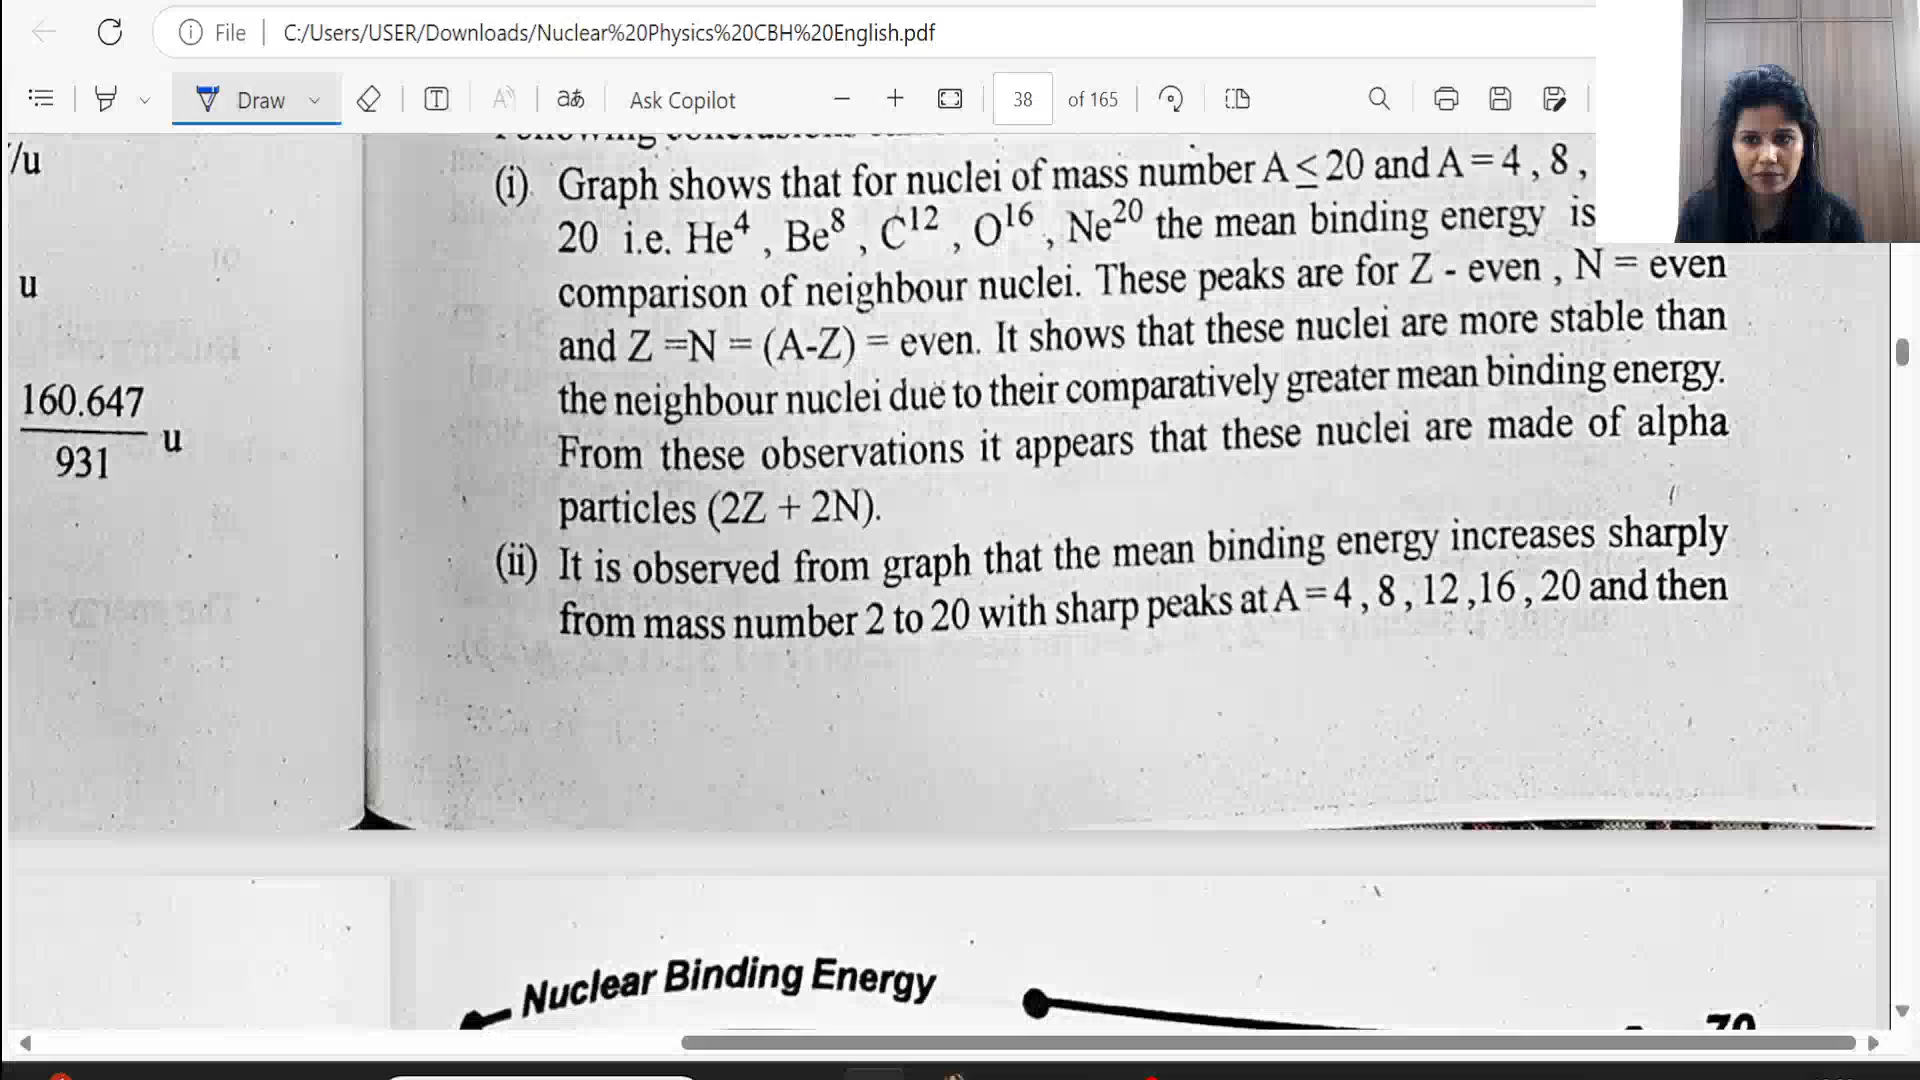 File
C:/Users/USER/Downloads/Nuclear%20Physics%20CBH%20English.pdf
Draw
Ask Copilot
38 of 165
/u
u
160.647
931
u
(i) Graph shows that for nuclei of mass number A ≤ 20 and A = 4 , 8 ,
20 i.e. He⁴ , Be⁸ , C¹² , O¹⁶ , Ne²⁰ the mean binding energy is
comparison of neighbour nuclei. These peaks are for Z - even , N = even
and Z =N = (A-Z) = even. It shows that these nuclei are more stable than
the neighbour nuclei due to their comparatively greater mean binding energy.
From these observations it appears that these nuclei are made of alpha
particles (2Z + 2N).
(ii) It is observed from graph that the mean binding energy increases sharply
from mass number 2 to 20 with sharp peaks at A = 4 , 8 , 12 ,16 , 20 and then
Nuclear Binding Energy